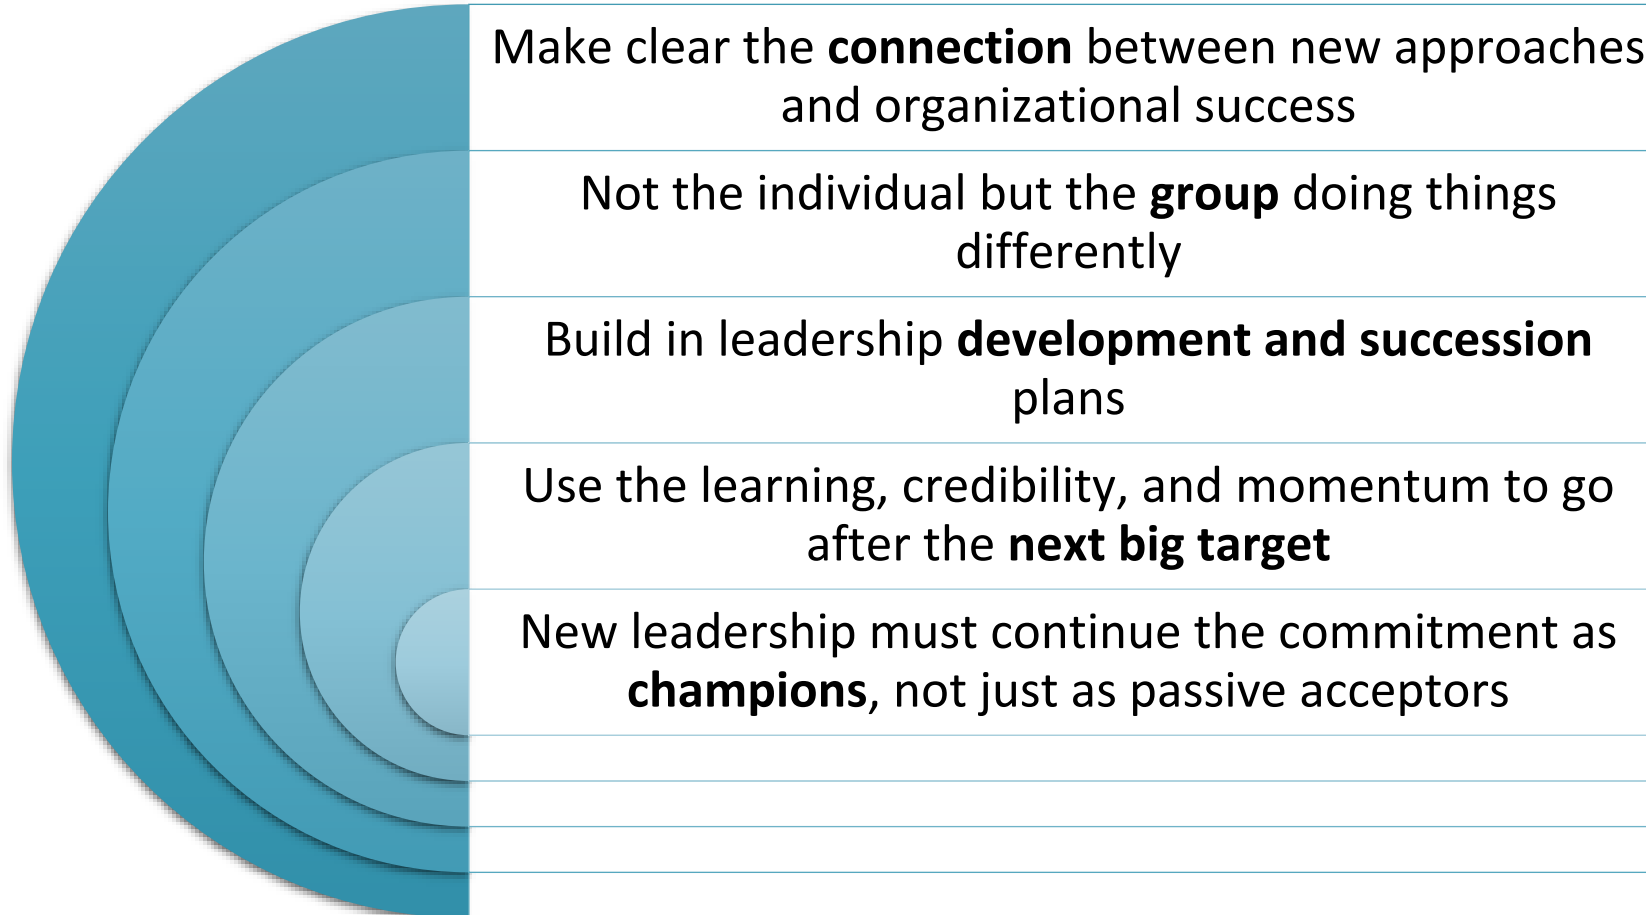 Make clear the connection between new approaches
and organizational success
Not the individual but the group doing things
differently
Build in leadership development and succession
plans
Use the learning, credibility, and momentum to go
after the next big target
New leadership must continue the commitment as
champions, not just as passive acceptors